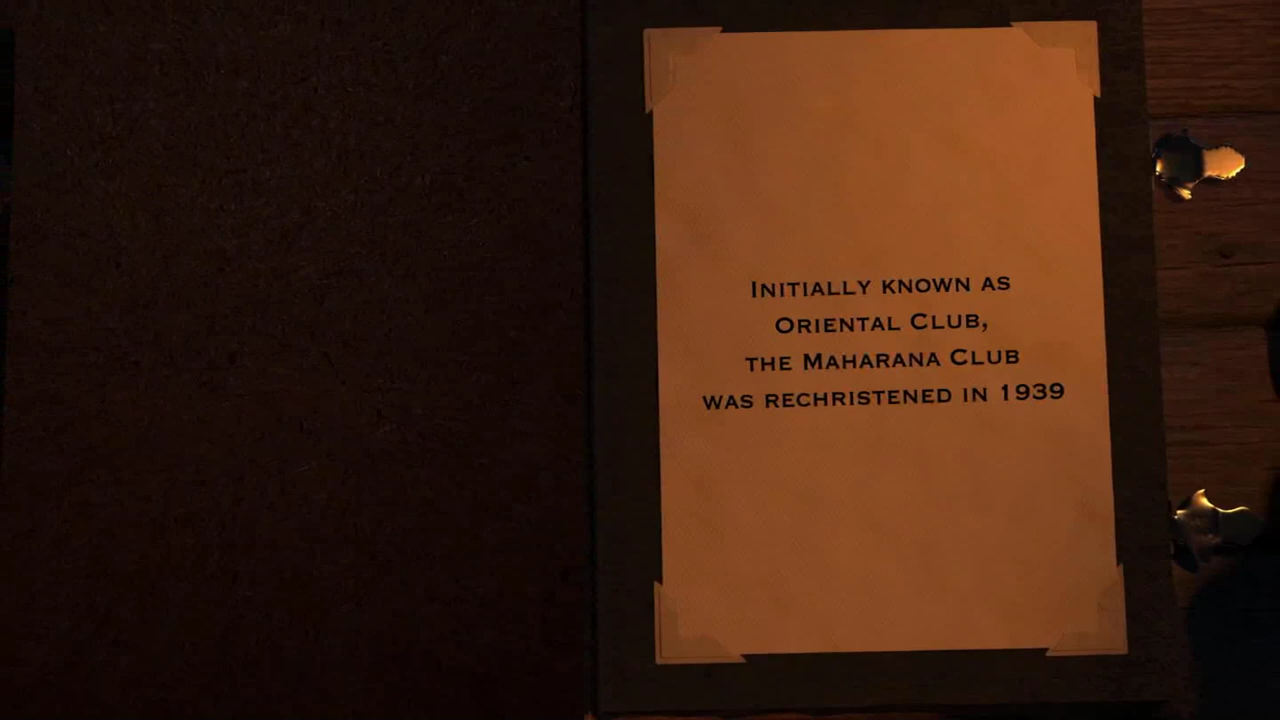 Initially known as
Oriental Club,
the Maharana Club
was rechristened in 1939